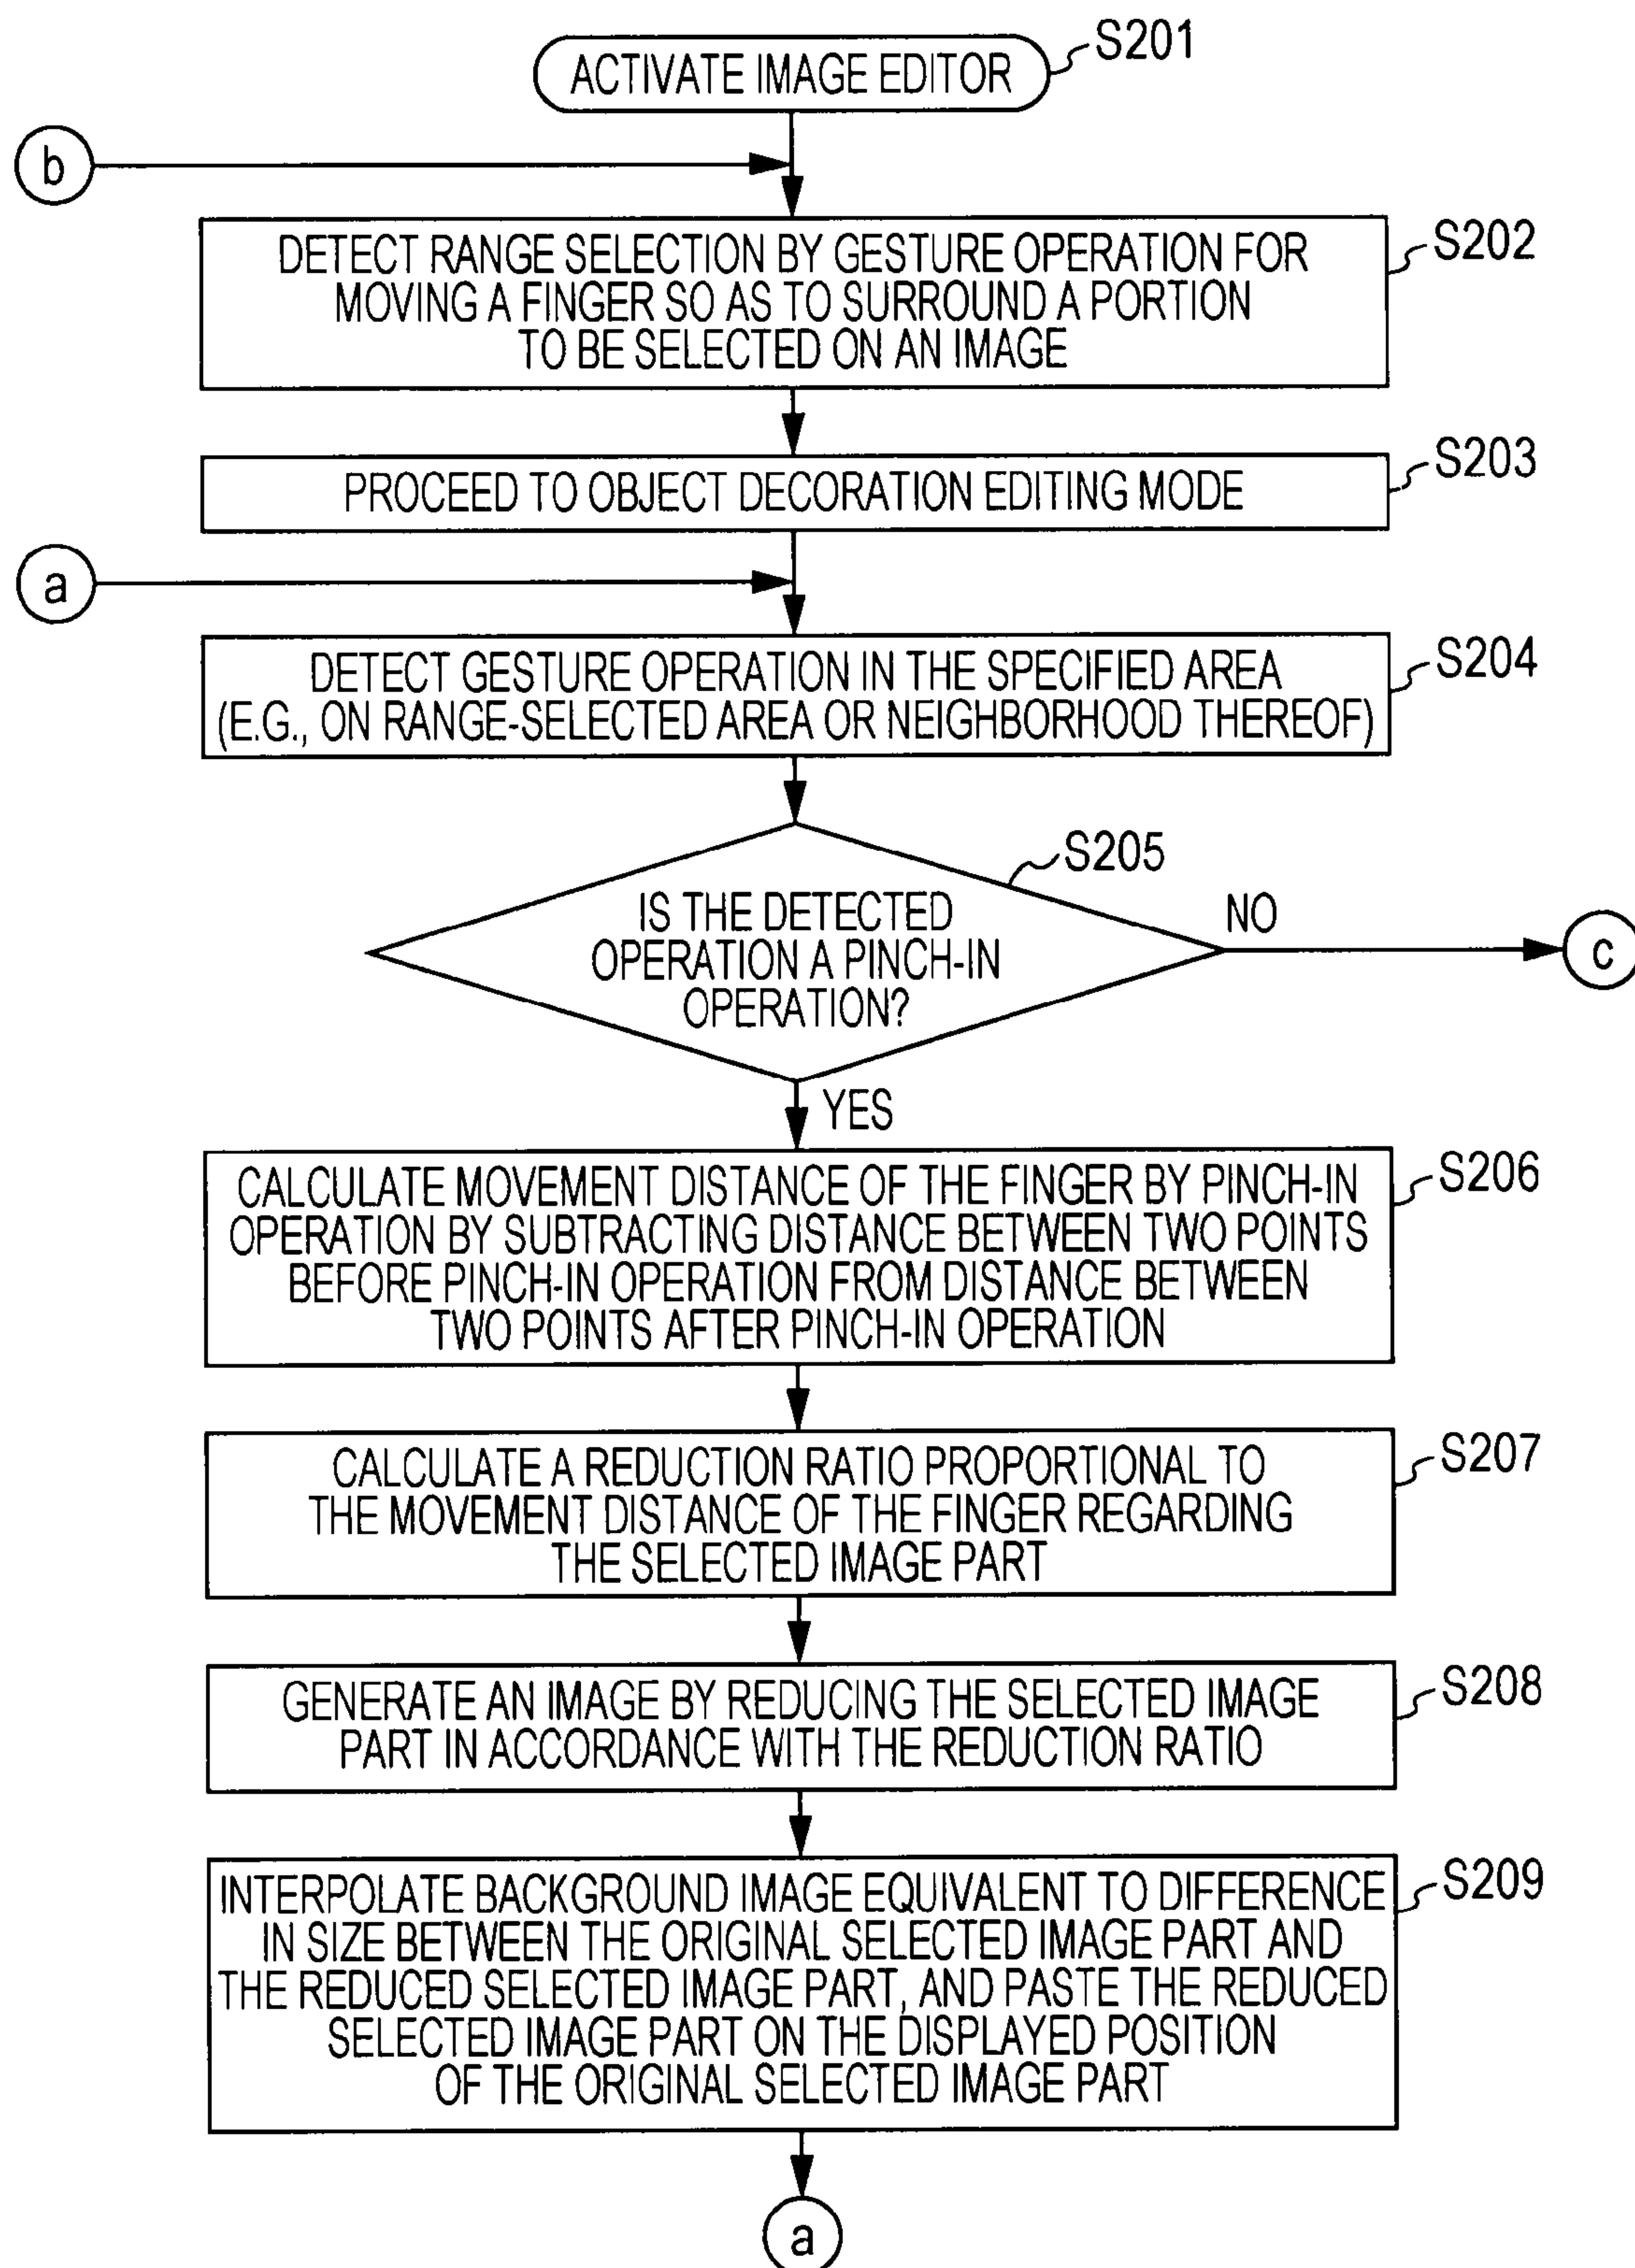 ACTIVATE IMAGE EDITOR
S201
b
DETECT RANGE SELECTION BY GESTURE OPERATION FOR
MOVING A FINGER SO AS TO SURROUND A PORTION
TO BE SELECTED ON AN IMAGE
S202
PROCEED TO OBJECT DECORATION EDITING MODE
S203
a
DETECT GESTURE OPERATION IN THE SPECIFIED AREA
(E.G., ON RANGE-SELECTED AREA OR NEIGHBORHOOD THEREOF)
S204
S205
IS THE DETECTED
OPERATION A PINCH-IN
OPERATION?
NO
c
YES
CALCULATE MOVEMENT DISTANCE OF THE FINGER BY PINCH-IN
OPERATION BY SUBTRACTING DISTANCE BETWEEN TWO POINTS
BEFORE PINCH-IN OPERATION FROM DISTANCE BETWEEN
TWO POINTS AFTER PINCH-IN OPERATION
S206
CALCULATE A REDUCTION RATIO PROPORTIONAL TO
THE MOVEMENT DISTANCE OF THE FINGER REGARDING
THE SELECTED IMAGE PART
S207
GENERATE AN IMAGE BY REDUCING THE SELECTED IMAGE
PART IN ACCORDANCE WITH THE REDUCTION RATIO
S208
INTERPOLATE BACKGROUND IMAGE EQUIVALENT TO DIFFERENCE
IN SIZE BETWEEN THE ORIGINAL SELECTED IMAGE PART AND
THE REDUCED SELECTED IMAGE PART, AND PASTE THE REDUCED
SELECTED IMAGE PART ON THE DISPLAYED POSITION
OF THE ORIGINAL SELECTED IMAGE PART
S209
a